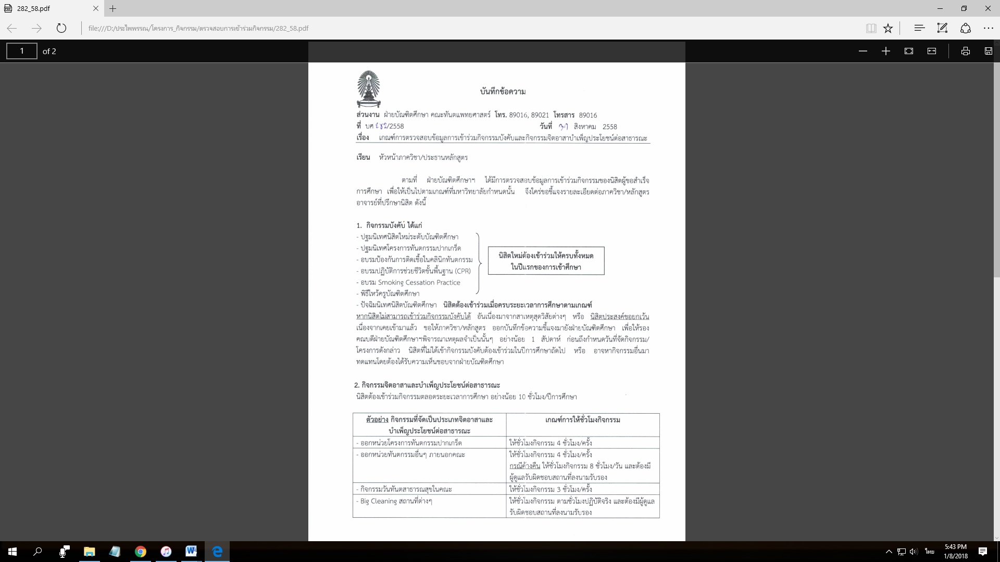 282_58.pdf
file:///D:/ประไพพรรณ/โครงการ_กิจกรรม/ตรวจสอบการเข้าร่วมกิจกรรม/282_58.pdf
1 of 2
บันทึกข้อความ
ส่วนงาน ฝ่ายบัณฑิตศึกษา คณะทันตแพทยศาสตร์ โทร. 89016, 89021 โทรสาร 89016
ที่ บศ ๒๘๒/2558 วันที่ 31 สิงหาคม 2558
เรื่อง เกณฑ์การตรวจสอบข้อมูลการเข้าร่วมกิจกรรมบังคับและกิจกรรมจิตอาสาบำเพ็ญประโยชน์ต่อสาธารณะ
เรียน หัวหน้าภาควิชา/ประธานหลักสูตร
ตามที่ ฝ่ายบัณฑิตศึกษาฯ ได้มีการตรวจสอบข้อมูลการเข้าร่วมกิจกรรมของนิสิตผู้ขอสำเร็จ
การศึกษา เพื่อให้เป็นไปตามเกณฑ์ที่มหาวิทยาลัยกำหนดนั้น จึงใคร่ขอชี้แจงรายละเอียดต่อภาควิชา/หลักสูตร
อาจารย์ที่ปรึกษานิสิต ดังนี้
1. กิจกรรมบังคับ ได้แก่
- ปฐมนิเทศนิสิตใหม่ระดับบัณฑิตศึกษา
- ปฐมนิเทศโครงการทันตกรรมปากเกร็ด
- อบรมป้องกันการติดเชื้อในคลินิกทันตกรรม
- อบรมปฏิบัติการช่วยชีวิตขั้นพื้นฐาน (CPR)
- อบรม Smoking Cessation Practice
- พิธีไหว้ครูบัณฑิตศึกษา
นิสิตใหม่ต้องเข้าร่วมให้ครบทั้งหมด
ในปีแรกของการเข้าศึกษา
- ปัจฉิมนิเทศนิสิตบัณฑิตศึกษา นิสิตต้องเข้าร่วมเมื่อครบระยะเวลาการศึกษาตามเกณฑ์
หากนิสิตไม่สามารถเข้าร่วมกิจกรรมบังคับได้ อันเนื่องมาจากสาเหตุสุดวิสัยต่างๆ หรือ นิสิตประสงค์ขอยกเว้น
เนื่องจากเคยเข้ามาแล้ว ขอให้ภาควิชา/หลักสูตร ออกบันทึกข้อความชี้แจงมายังฝ่ายบัณฑิตศึกษา เพื่อให้รอง
คณบดีฝ่ายบัณฑิตศึกษาฯพิจารณาเหตุผลจำเป็นนั้นๆ อย่างน้อย 1 สัปดาห์ ก่อนถึงกำหนดวันที่จัดกิจกรรม/
โครงการดังกล่าว นิสิตที่ไม่ได้เข้ากิจกรรมบังคับต้องเข้าร่วมในปีการศึกษาถัดไป หรือ อาจหากิจกรรมอื่นมา
ทดแทนโดยต้องได้รับความเห็นชอบจากฝ่ายบัณฑิตศึกษา
2. กิจกรรมจิตอาสาและบำเพ็ญประโยชน์ต่อสาธารณะ
นิสิตต้องเข้าร่วมกิจกรรมตลอดระยะเวลาการศึกษา อย่างน้อย 10 ชั่วโมง/ปีการศึกษา
ตัวอย่าง กิจกรรมที่จัดเป็นประเภทจิตอาสาและ
บำเพ็ญประโยชน์ต่อสาธารณะ
เกณฑ์การให้ชั่วโมงกิจกรรม
- ออกหน่วยโครงการทันตกรรมปากเกร็ด
ให้ชั่วโมงกิจกรรม 4 ชั่วโมง/ครั้ง
- ออกหน่วยทันตกรรมอื่นๆ ภายนอกคณะ
ให้ชั่วโมงกิจกรรม 4 ชั่วโมง/ครั้ง
กรณีค้างคืน ให้ชั่วโมงกิจกรรม 8 ชั่วโมง/วัน และต้องมี
ผู้ดูแลรับผิดชอบสถานที่ลงนามรับรอง
- กิจกรรมวันทันตสาธารณสุขในคณะ
ให้ชั่วโมงกิจกรรม 3 ชั่วโมง/ครั้ง
- Big Cleaning สถานที่ต่างๆ
ให้ชั่วโมงกิจกรรม ตามชั่วโมงปฏิบัติจริง และต้องมีผู้ดูแล
รับผิดชอบสถานที่ลงนามรับรอง
ไทย
5:43 PM
1/8/2018